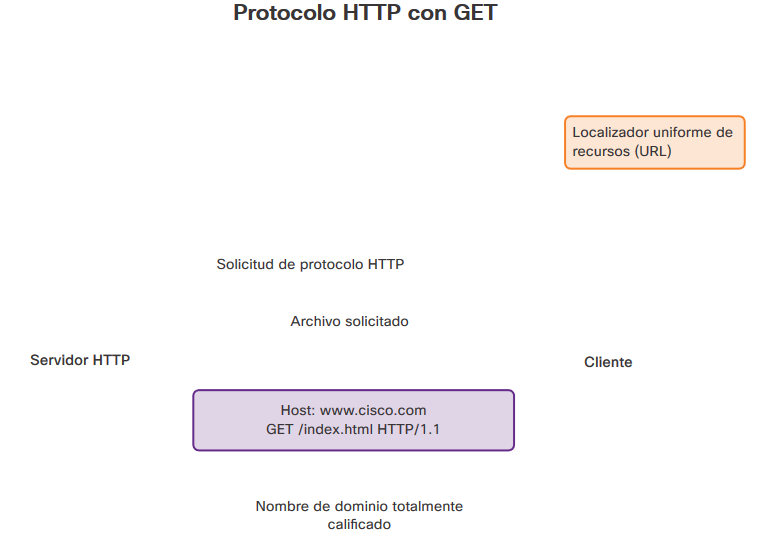 Protocolo HTTP con GET
Localizador uniforme de
recursos (URL)
Solicitud de protocolo HTTP
Archivo solicitado
Servidor HTTP
Cliente
Host: www.cisco.com
GET /index.html HTTP/1.1
Nombre de dominio totalmente
calificado